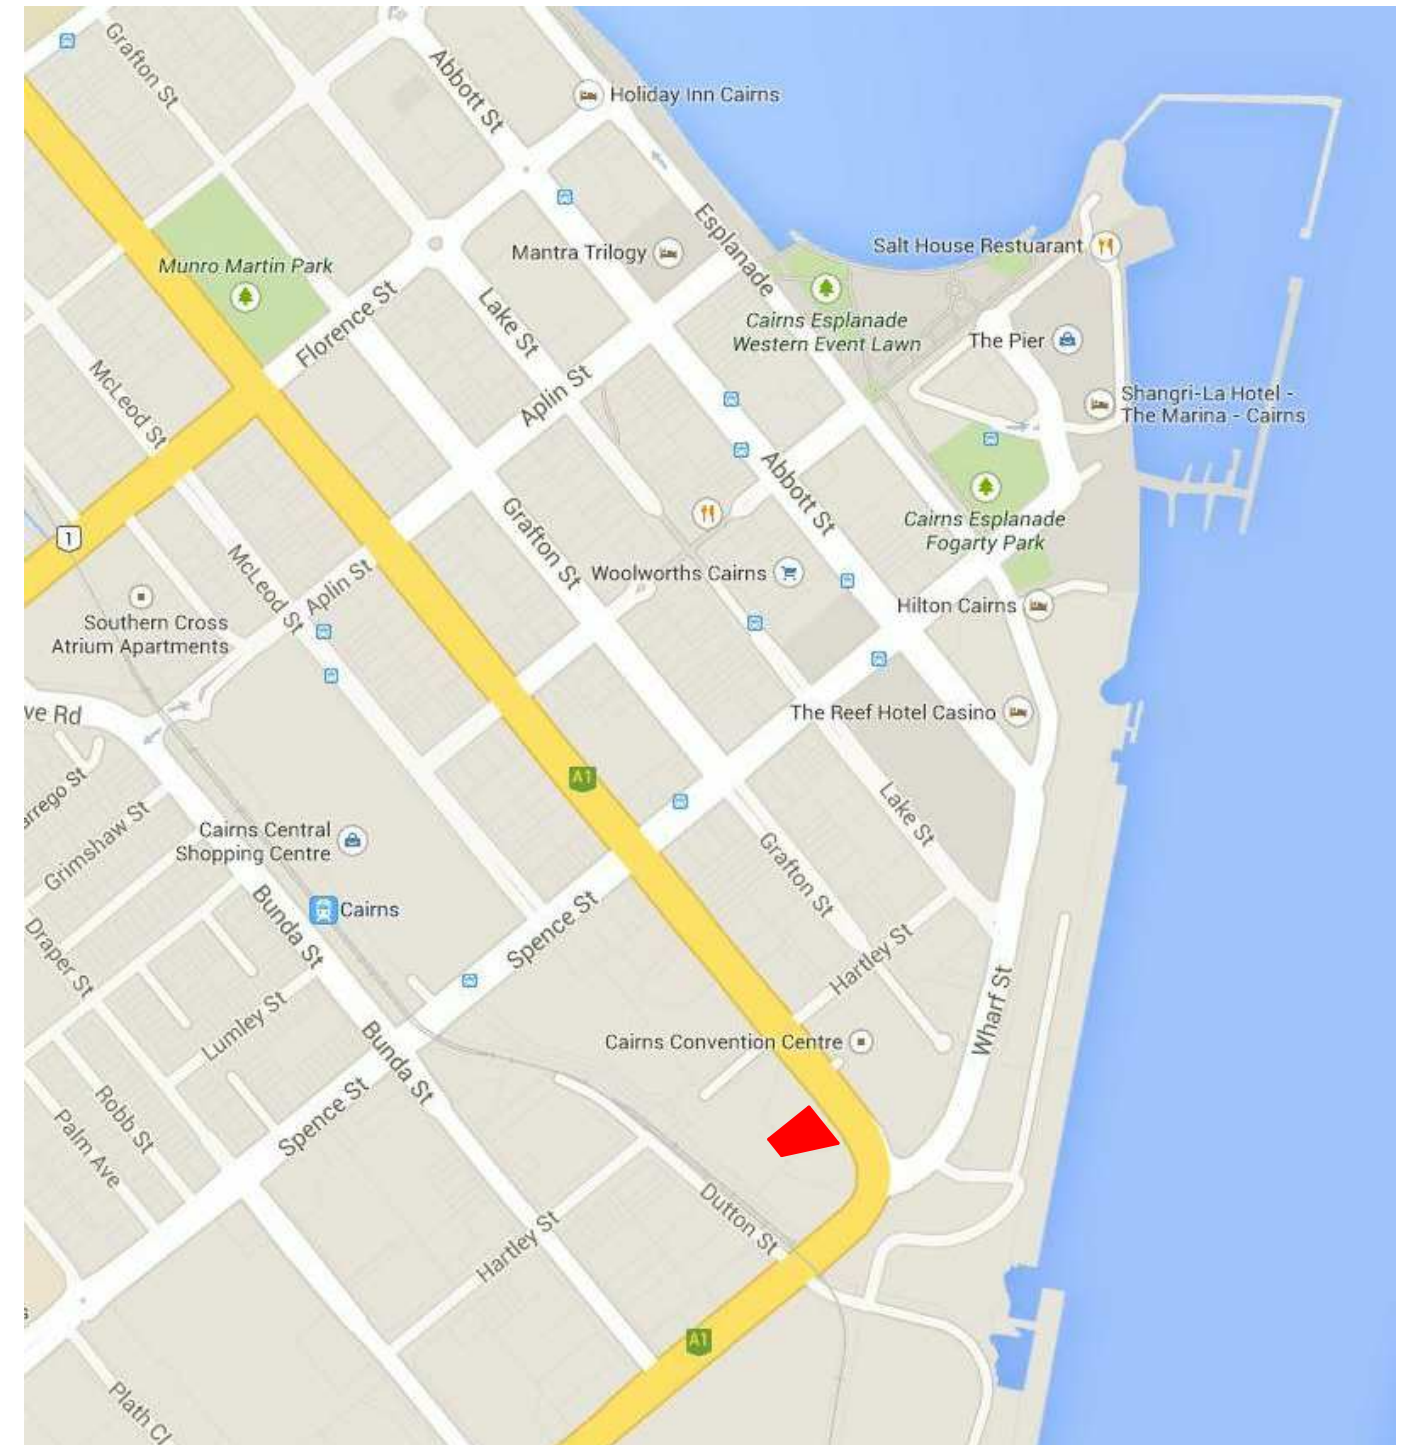 Grafton St
Abbott St
Holiday Inn Cairns
Esplanade
Salt House Restuarant
Mantra Trilogy
Munro Martin Park
Florence St
Lake St
Cairns Esplanade
Western Event Lawn
The Pier
McLeod St
Aplin St
Shangri-La Hotel -
The Marina - Cairns
Abbott St
Cairns Esplanade
Fogarty Park
1
Grafton St
McLeod St
Aplin St
Woolworths Cairns
Southern Cross
Atrium Apartments
Hilton Cairns
ve Rd
The Reef Hotel Casino
A1
arrego St
Grimshaw St
Cairns Central
Shopping Centre
Lake St
Grafton St
Cairns
Bunda St
Spence St
Draper St
Hartley St
Lumley St
Wharf St
Bunda St
Cairns Convention Centre
Robb St
Palm Ave
Spence St
Dutton St
Hartley St
A1
Plath Cl